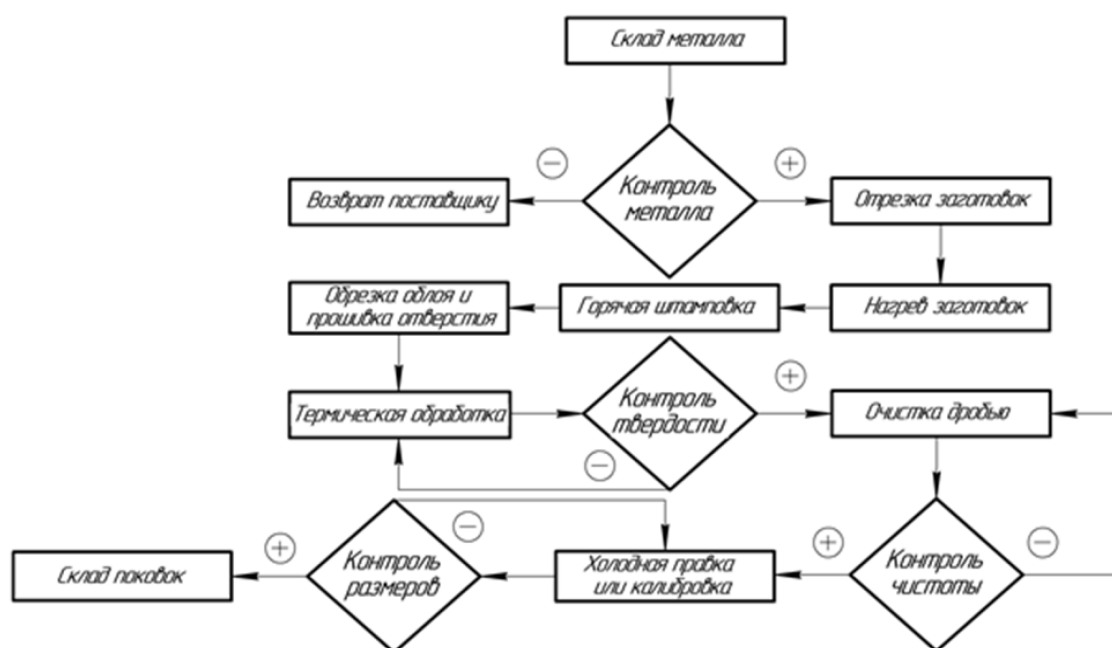 Склад металла
−
+
Контроль
металла
Возврат поставщику
Отрезка заготовок
Обрезка облоя и
прошивка отверстия
Горячая штамповка
Нагрев заготовок
+
Термическая обработка
Контроль
твердости
Очистка дробью
−
−
+
+
−
Склад поковок
Контроль
размеров
Холодная правка
или калибровка
Контроль
чистоты